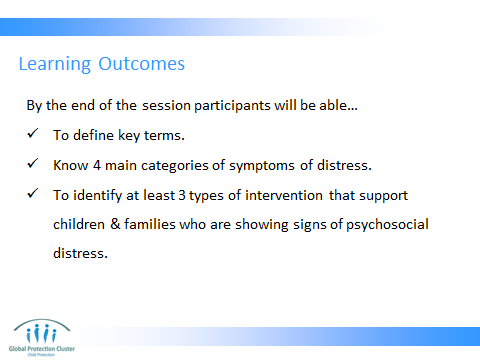 Learning Outcomes
By the end of the session participants will be able…
✓ To define key terms.
✓ Know 4 main categories of symptoms of distress.
✓ To identify at least 3 types of intervention that support
children & families who are showing signs of psychosocial
distress.
Global Protection Cluster
Child Protection